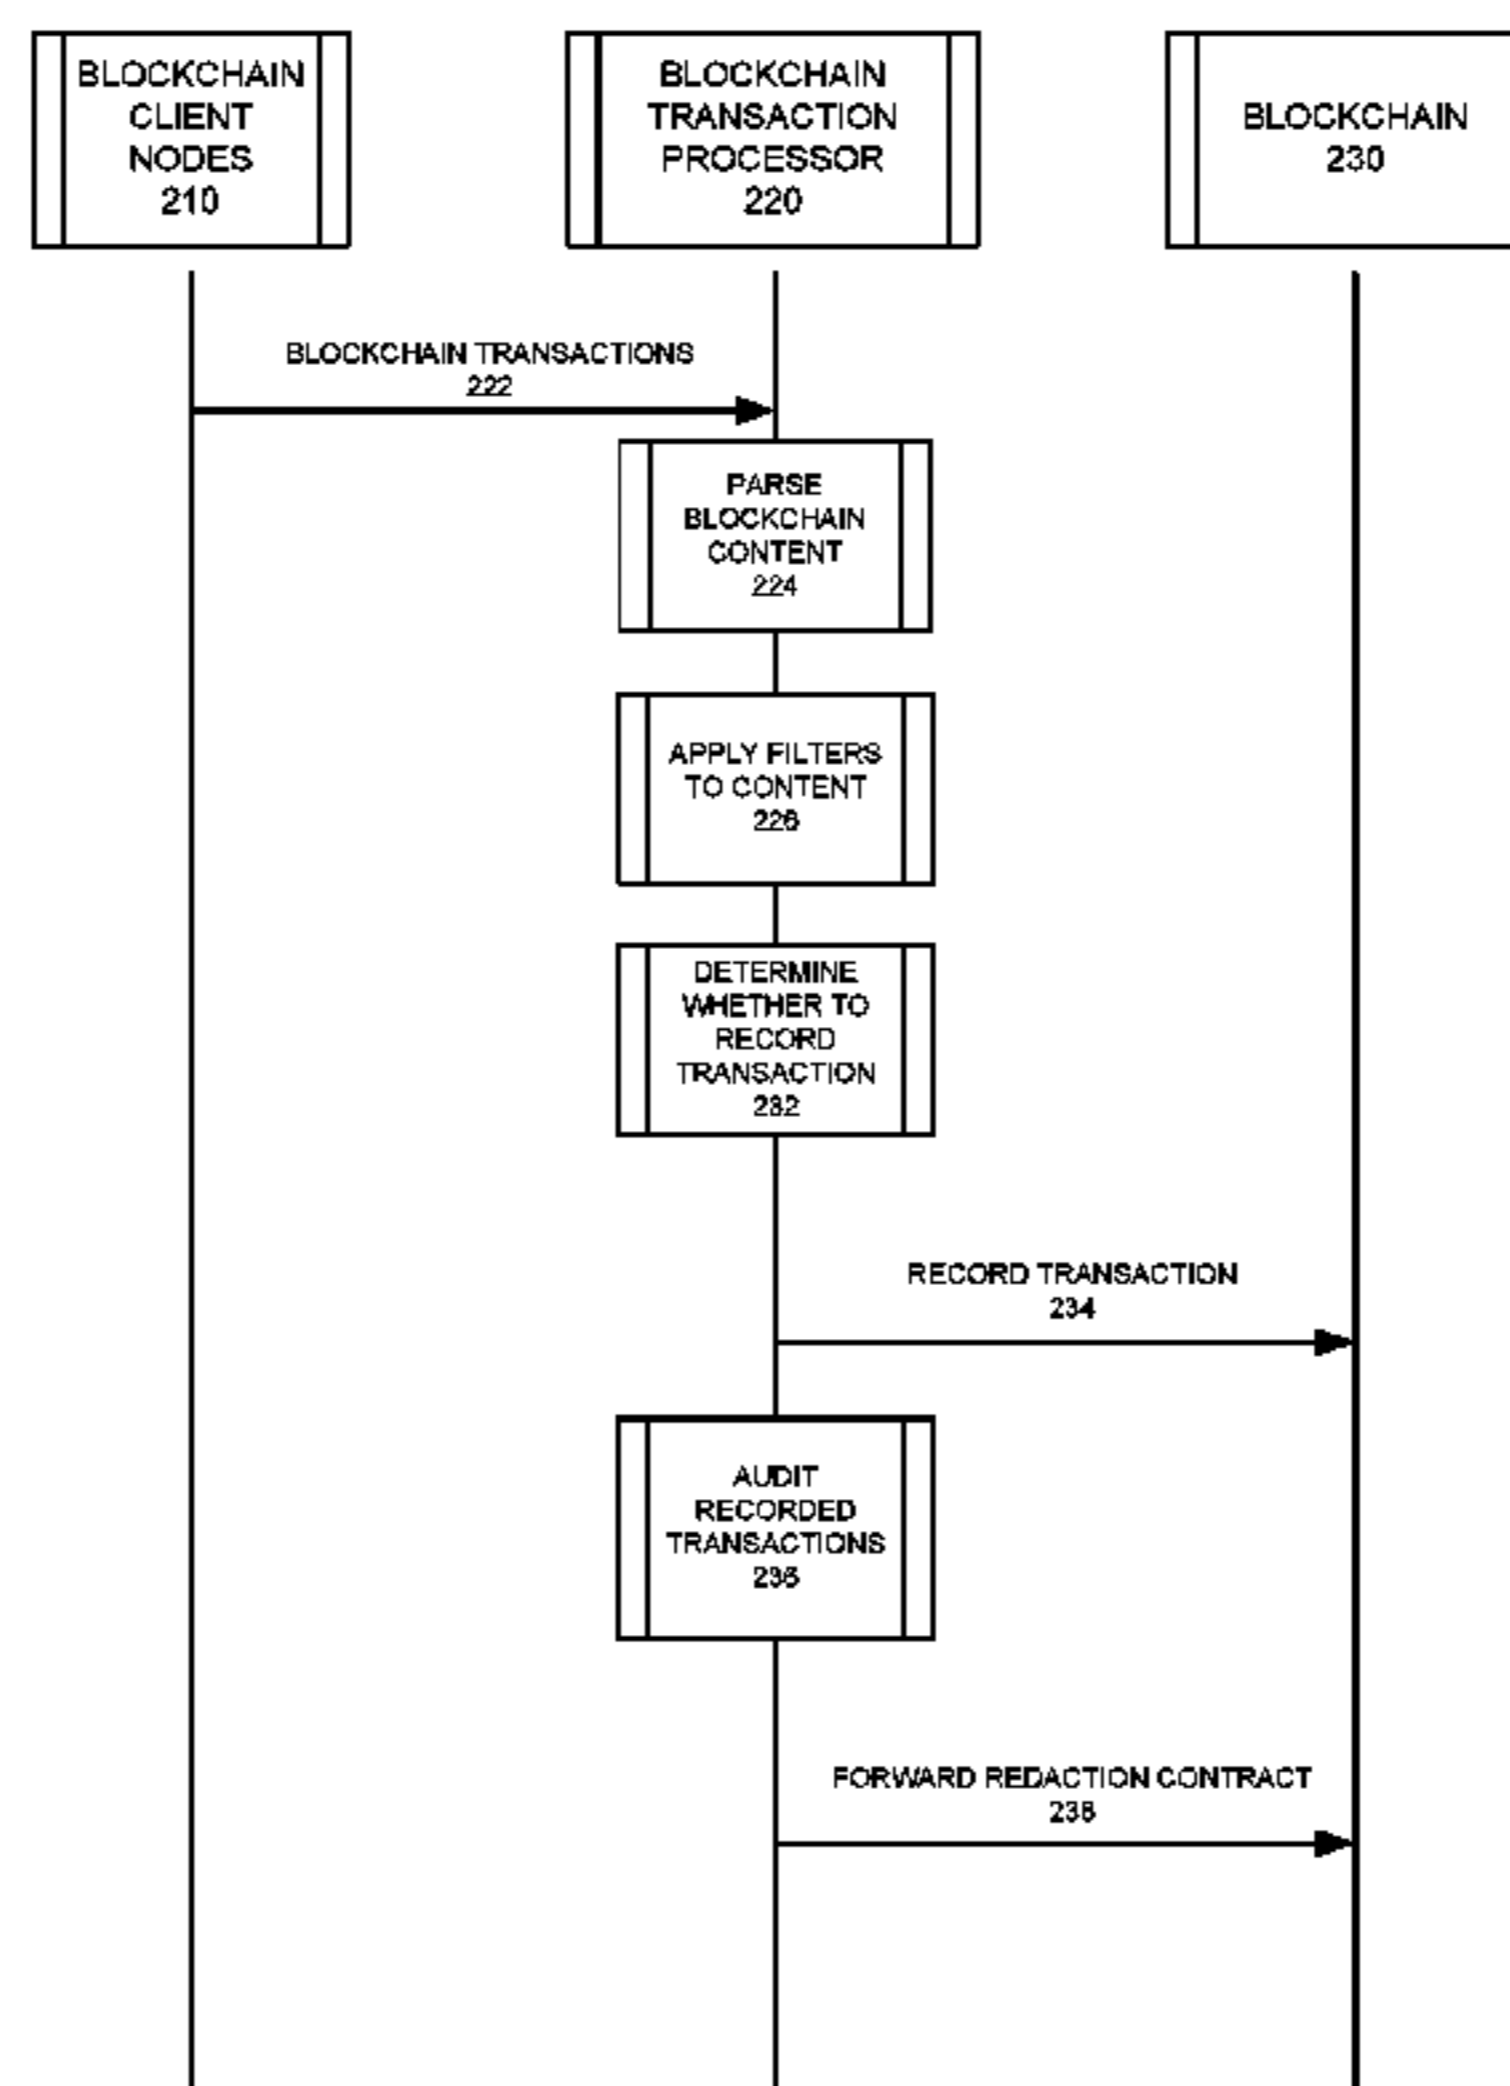 BLOCKCHAIN
CLIENT
NODES
210
BLOCKCHAIN
TRANSACTION
PROCESSOR
220
BLOCKCHAIN
230
BLOCKCHAIN TRANSACTIONS
222
PARSE
BLOCKCHAIN
CONTENT
224
APPLY FILTERS
TO CONTENT
226
DETERMINE
WHETHER TO
RECORD
TRANSACTION
232
RECORD TRANSACTION
234
AUDIT
RECORDED
TRANSACTIONS
236
FORWARD REDACTION CONTRACT
238